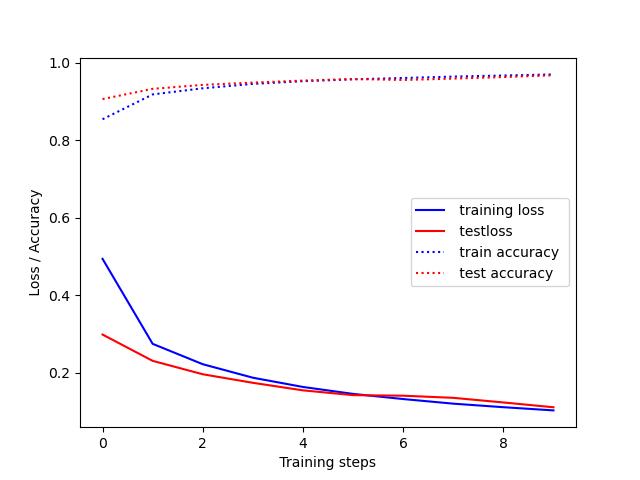 1.0
0.8
0.6
0.4
0.2
Loss / Accuracy
training loss
testloss
train accuracy
test accuracy
0 2 4 6 8
Training steps